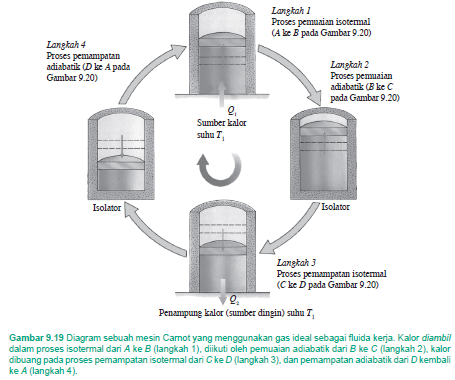 Langkah 1
Proses pemuaian isotermal
(A ke B pada Gambar 9.20)
Langkah 4
Proses pemampatan
adiabatik (D ke A pada
Gambar 9.20)
Langkah 2
Proses pemuaian
adiabatik (B ke C
pada Gambar 9.20)
Q₁
Sumber kalor
suhu T₁
Isolator
Isolator
Langkah 3
Proses pemampatan isotermal
(C ke D pada Gambar 9.20)
Q₂
Penampung kalor (sumber dingin) suhu T₁
Gambar 9.19 Diagram sebuah mesin Carnot yang menggunakan gas ideal sebagai fluida kerja. Kalor diambil
dalam proses isotermal dari A ke B (langkah 1), diikuti oleh pemuaian adiabatik dari B ke C (langkah 2), kalor
dibuang pada proses pemampatan isotermal dari C ke D (langkah 3), dan pemampatan adiabatik dari D kembali
ke A (langkah 4).